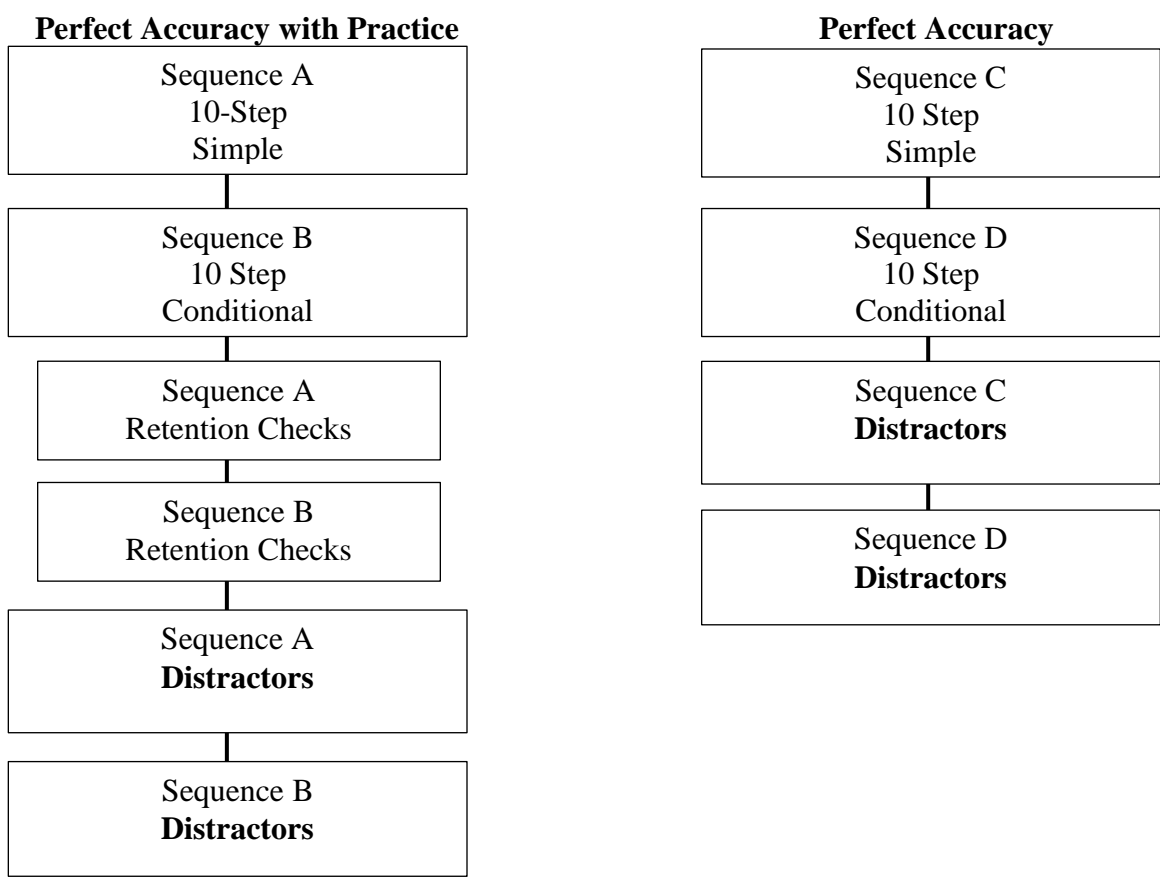 Perfect Accuracy with Practice
Sequence A
10-Step
Simple
Sequence B
10 Step
Conditional
Sequence A
Retention Checks
Sequence B
Retention Checks
Sequence A
Distractors
Sequence B
Distractors
Perfect Accuracy
Sequence C
10 Step
Simple
Sequence D
10 Step
Conditional
Sequence C
Distractors
Sequence D
Distractors